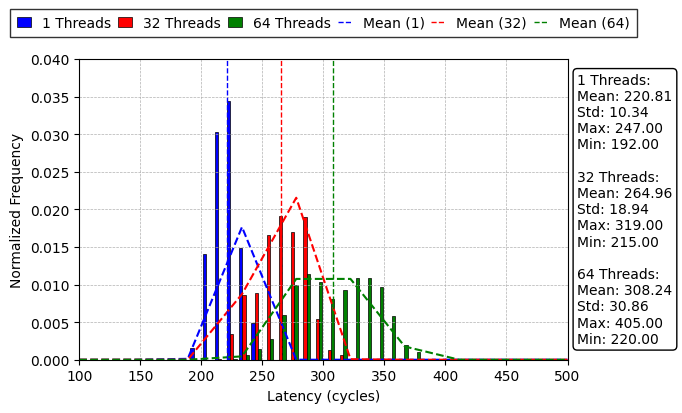 1 Threads 32 Threads 64 Threads Mean (1) Mean (32) Mean (64)
0.040
0.035
0.030
0.025
0.020
0.015
0.010
0.005
0.000
Normalized Frequency
100 150 200 250 300 350 400 450 500
Latency (cycles)
1 Threads:
Mean: 220.81
Std: 10.34
Max: 247.00
Min: 192.00
32 Threads:
Mean: 264.96
Std: 18.94
Max: 319.00
Min: 215.00
64 Threads:
Mean: 308.24
Std: 30.86
Max: 405.00
Min: 220.00